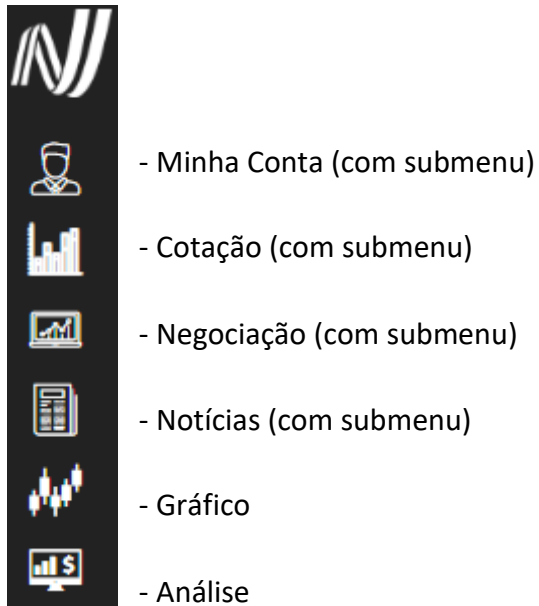 - Minha Conta (com submenu)
- Cotação (com submenu)
- Negociação (com submenu)
- Notícias (com submenu)
- Gráfico
$
- Análise